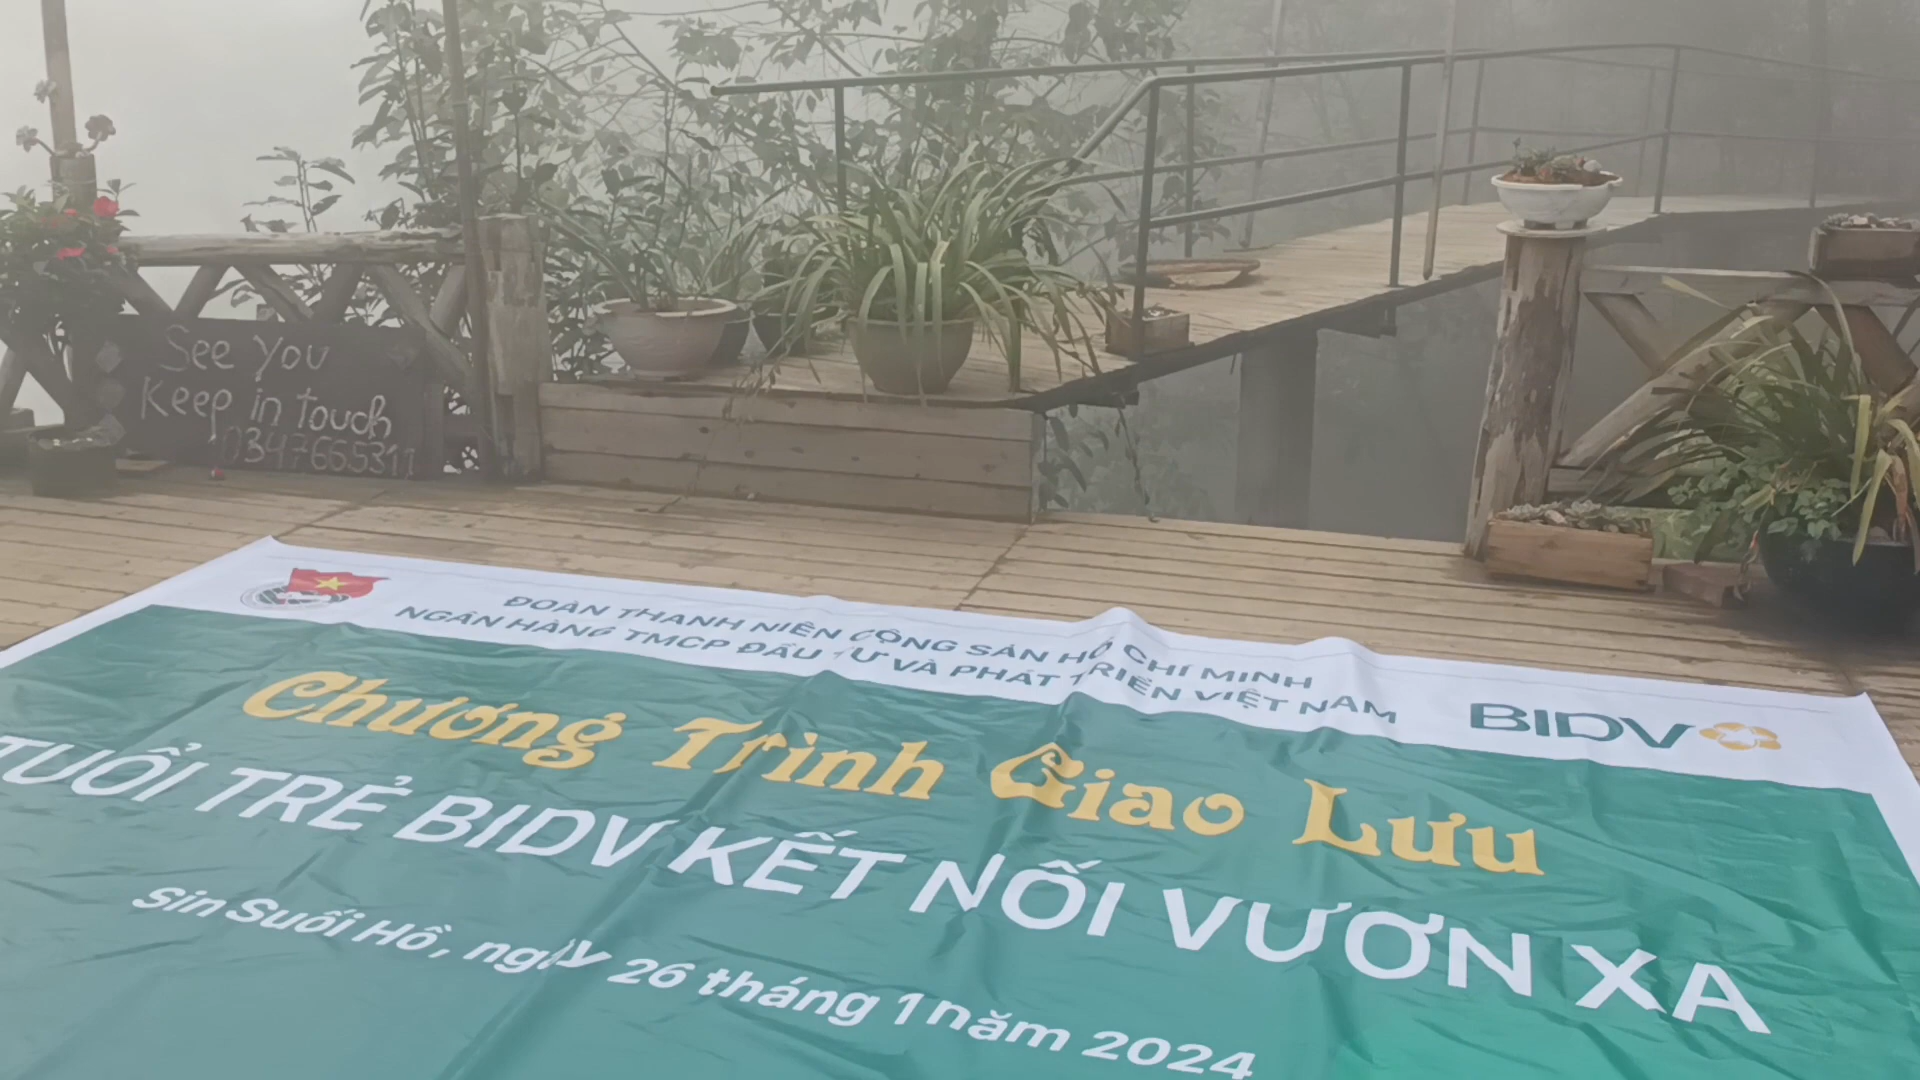 See You
Keep in touch
0347665311
ĐOÀN THANH NIÊN CỘNG SẢN HỒ CHÍ MINH
NGÂN HÀNG TMCP ĐẦU TƯ VÀ PHÁT TRIỂN VIỆT NAM
BIDV
Chương Trình Giao Lưu
TUỔI TRẺ BIDV KẾT NỐI VƯƠN XA
Sin Suối Hồ, ngày 26 tháng 1 năm 2024